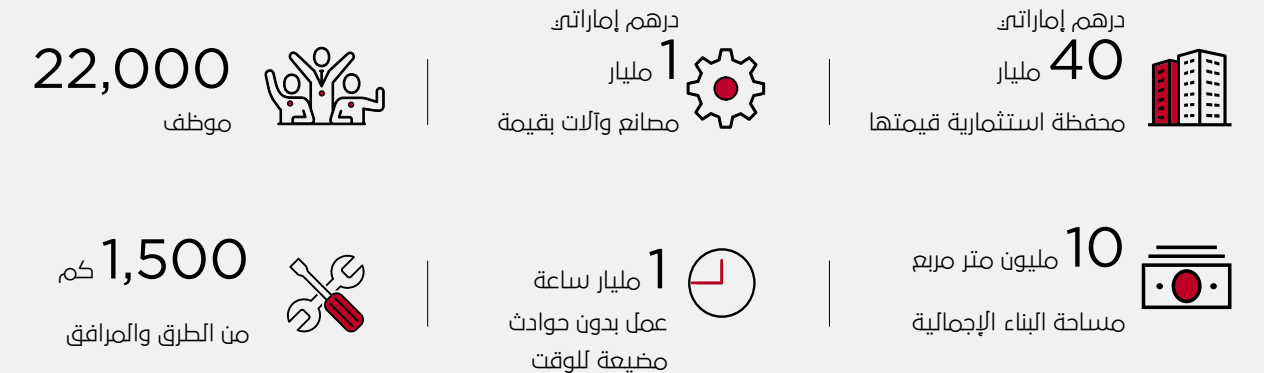 درهم إماراتي
40 مليار
محفظة استثمارية قيمتها
درهم إماراتي
1 مليار
مصانع وآلات بقيمة
22,000
موظف
10 مليون متر مربع
مساحة البناء الإجمالية
1 مليار ساعة
عمل بدون حوادث
مضيعة للوقت
1,500 كم
من الطرق والمرافق